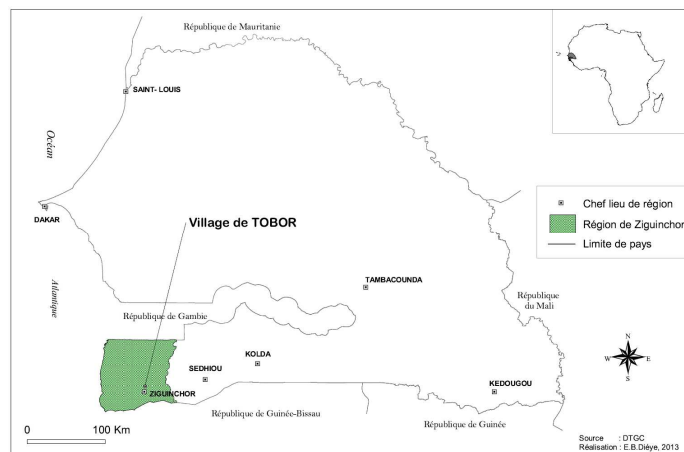 République de Mauritanie
SAINT- LOUIS
Océan
DAKAR
Village de TOBOR
Chef lieu de région
Région de Ziguinchor
Limite de pays
TAMBACOUNDA
Atlantique
République
du Mali
République de Gambie
KOLDA
SEDHIOU
ZIGUINCHOR
KEDOUGOU
N
W E
S
République de Guinée-Bissau
République de Guinée
0 100 Km
Source : DTGC
Réalisation : E.B.Diéye, 2013